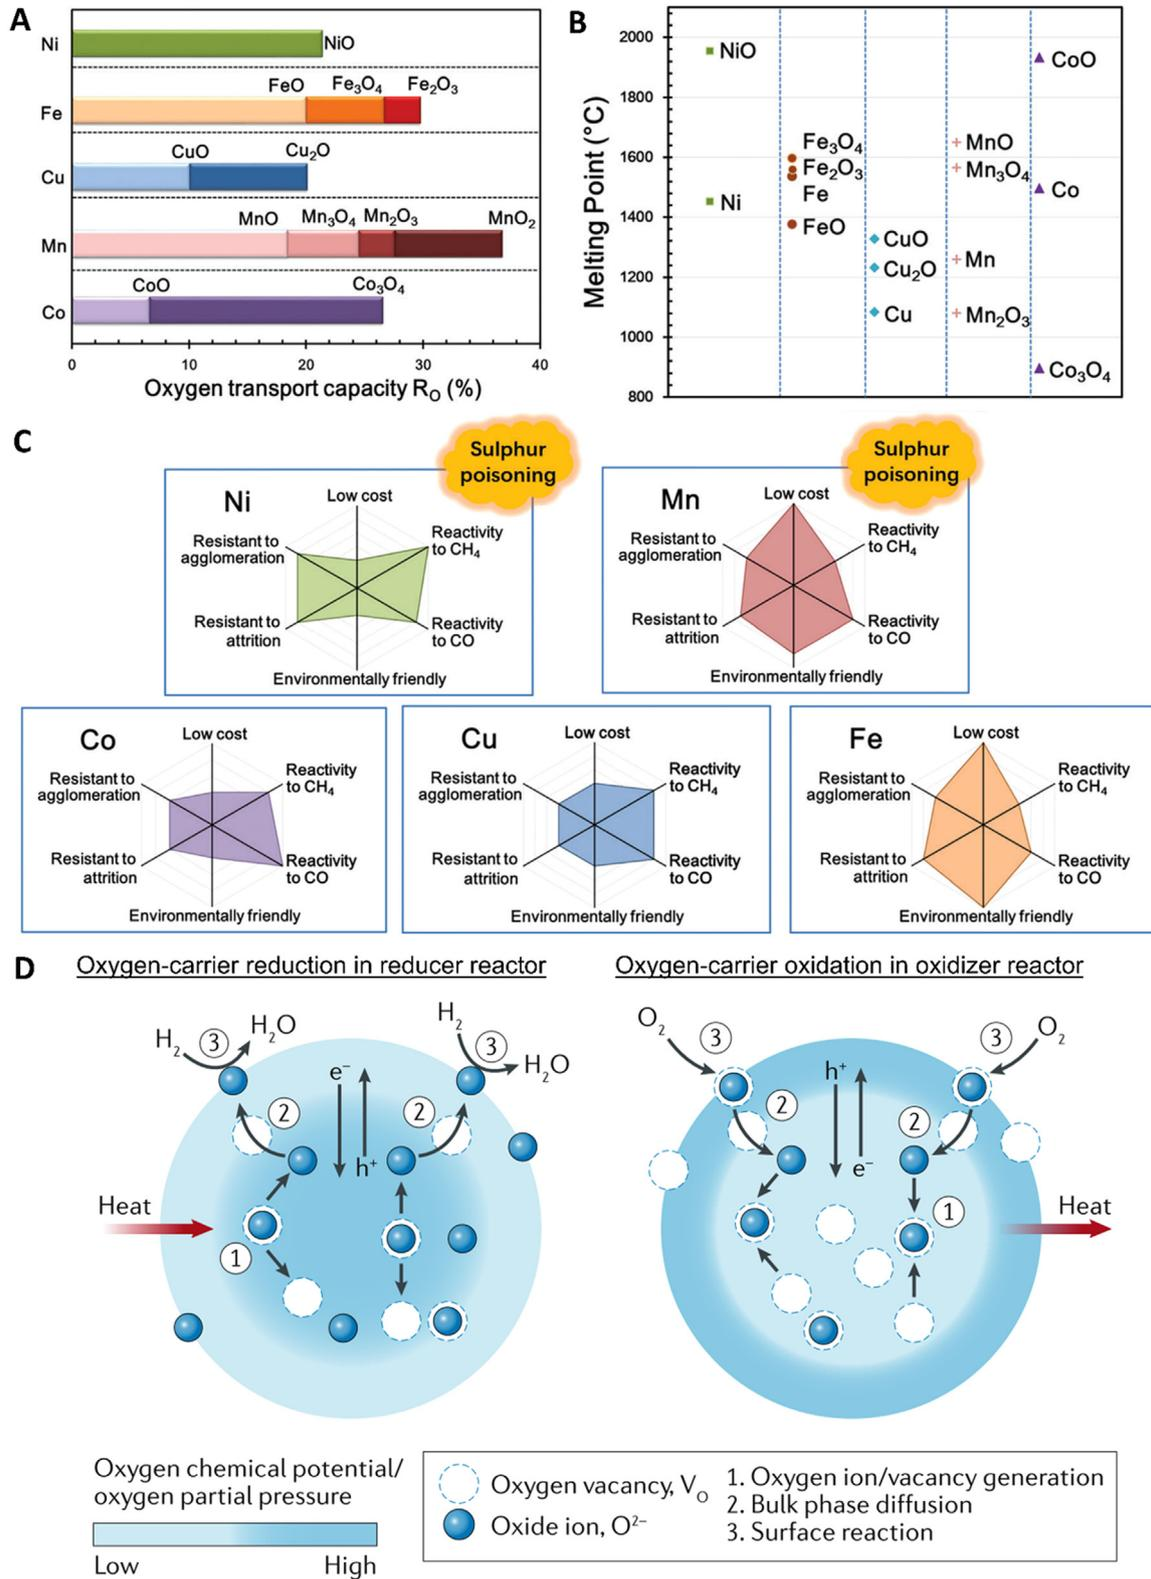 A
Ni
NiO
Fe
FeO
Fe₃O₄
Fe₂O₃
Cu
CuO
Cu₂O
Mn
MnO
Mn₃O₄
Mn₂O₃
MnO₂
Co
CoO
Co₃O₄
0
10
20
30
40
Oxygen transport capacity R_O (%)
B
Melting Point (°C)
2000
1800
1600
1400
1200
1000
800
NiO
Ni
Fe₃O₄
Fe₂O₃
Fe
FeO
CuO
Cu₂O
Cu
MnO
Mn₃O₄
Mn
Mn₂O₃
CoO
Co
Co₃O₄
C
Sulphur
poisoning
Ni
Low cost
Reactivity
to CH₄
Reactivity
to CO
Environmentally friendly
Resistant to
attrition
Resistant to
agglomeration
Sulphur
poisoning
Mn
Low cost
Reactivity
to CH₄
Reactivity
to CO
Environmentally friendly
Resistant to
attrition
Resistant to
agglomeration
Co
Low cost
Reactivity
to CH₄
Reactivity
to CO
Environmentally friendly
Resistant to
attrition
Resistant to
agglomeration
Cu
Low cost
Reactivity
to CH₄
Reactivity
to CO
Environmentally friendly
Resistant to
attrition
Resistant to
agglomeration
Fe
Low cost
Reactivity
to CH₄
Reactivity
to CO
Environmentally friendly
Resistant to
attrition
Resistant to
agglomeration
D
Oxygen-carrier reduction in reducer reactor
H₂
3
H₂O
H₂
3
H₂O
e⁻
h⁺
2
2
Heat
1
Oxygen-carrier oxidation in oxidizer reactor
O₂
3
3
O₂
h⁺
e⁻
2
2
1
Heat
Oxygen chemical potential/
oxygen partial pressure
Low
High
Oxygen vacancy, V_O
Oxide ion, O²⁻
1. Oxygen ion/vacancy generation
2. Bulk phase diffusion
3. Surface reaction